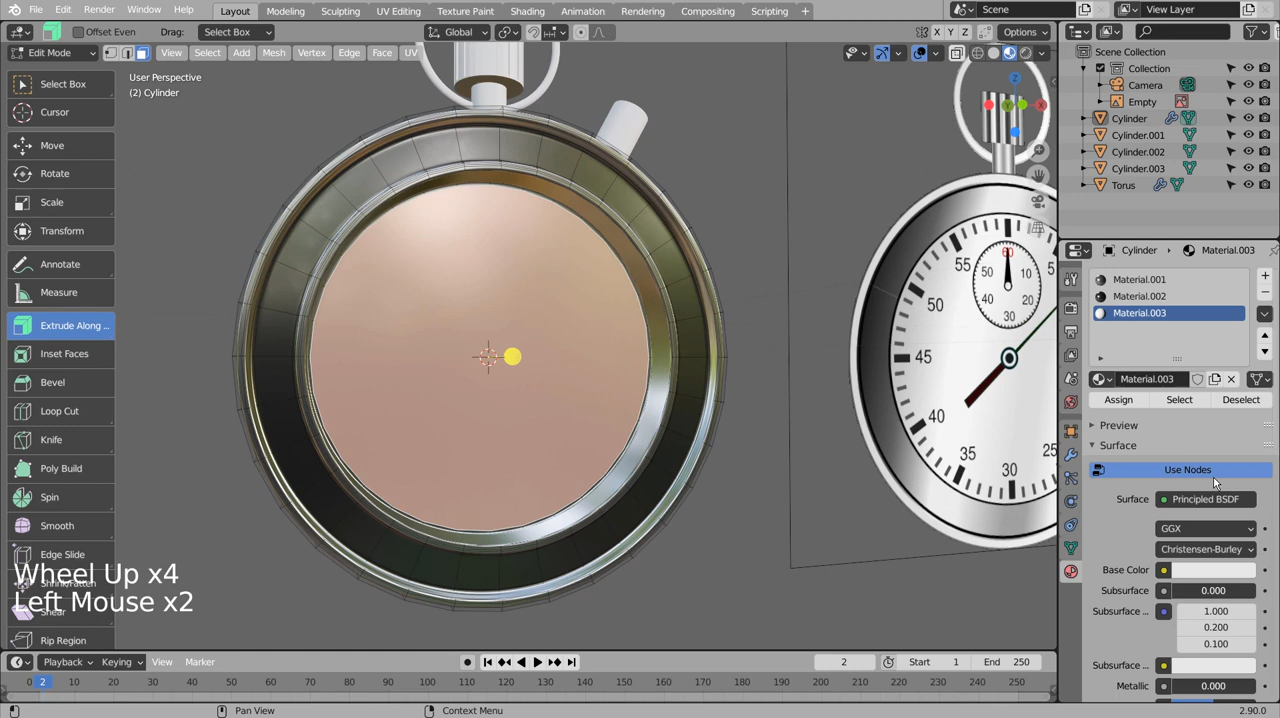 File Edit Render Window Help Layout Modeling Sculpting UV Editing Texture Paint Shading Animation Rendering Compositing Scripting + Scene View Layer
Offset Even Drag: Select Box Global X Y Z Options
Edit Mode View Select Add Mesh Vertex Edge Face UV
User Perspective
(2) Cylinder
Select Box
Cursor
Move
Rotate
Scale
Transform
Annotate
Measure
Extrude Along ...
Inset Faces
Bevel
Loop Cut
Knife
Poly Build
Spin
Smooth
Edge Slide
Shrink/Fatten
Shear
Rip Region
Wheel Up x4
Left Mouse x2
Z
X
Y
60
55
5
50
10
40
20
30
50
45
40
35
30
25
Scene Collection
Collection
Camera
Empty
Cylinder
Cylinder.001
Cylinder.002
Cylinder.003
Torus
Cylinder Material.003
Material.001
Material.002
Material.003
Material.003
Assign Select Deselect
Preview
Surface
Use Nodes
Surface Principled BSDF
GGX
Christensen-Burley
Base Color
Subsurface 0.000
Subsurface ... 1.000
0.200
0.100
Subsurface ...
Metallic 0.000
Playback Keying View Marker 2 Start 1 End 250
0 2 10 20 30 40 50 60 70 80 90 100 110 120 130 140 150 160 170 180 190 200 210 220 230 240 250
Pan View Context Menu 2.90.0